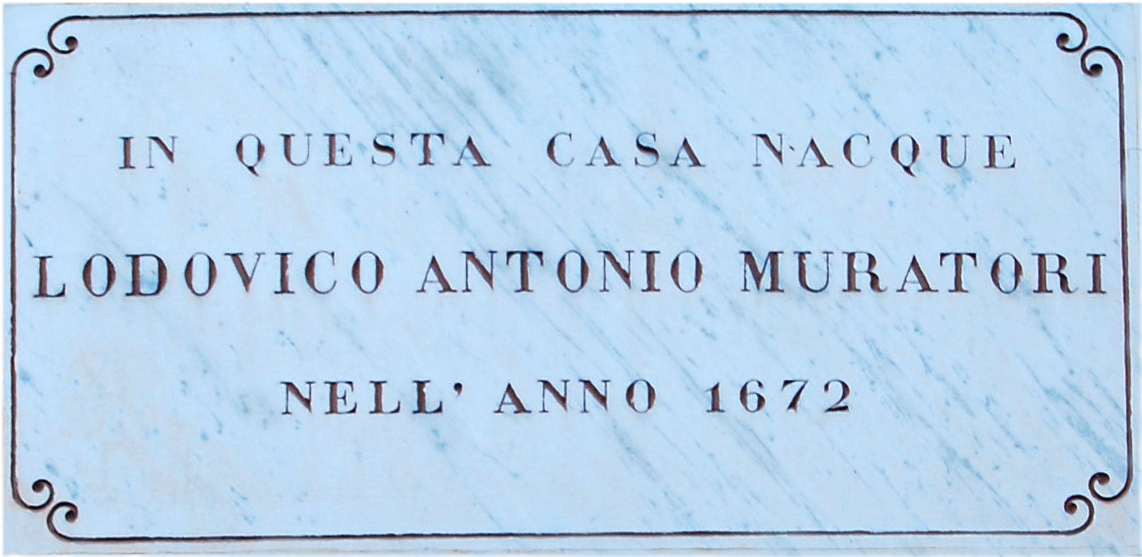 IN QUESTA CASA NACQUE
LODOVICO ANTONIO MURATORI
NELL' ANNO 1672